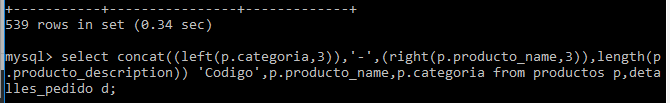 +-----------+----------------+-------------+
539 rows in set (0.34 sec)
mysql> select concat((left(p.categoria,3)),'-',(right(p.producto_name,3)),length(p
.producto_description)) 'Codigo',p.producto_name,p.categoria from productos p,deta
lles_pedido d;